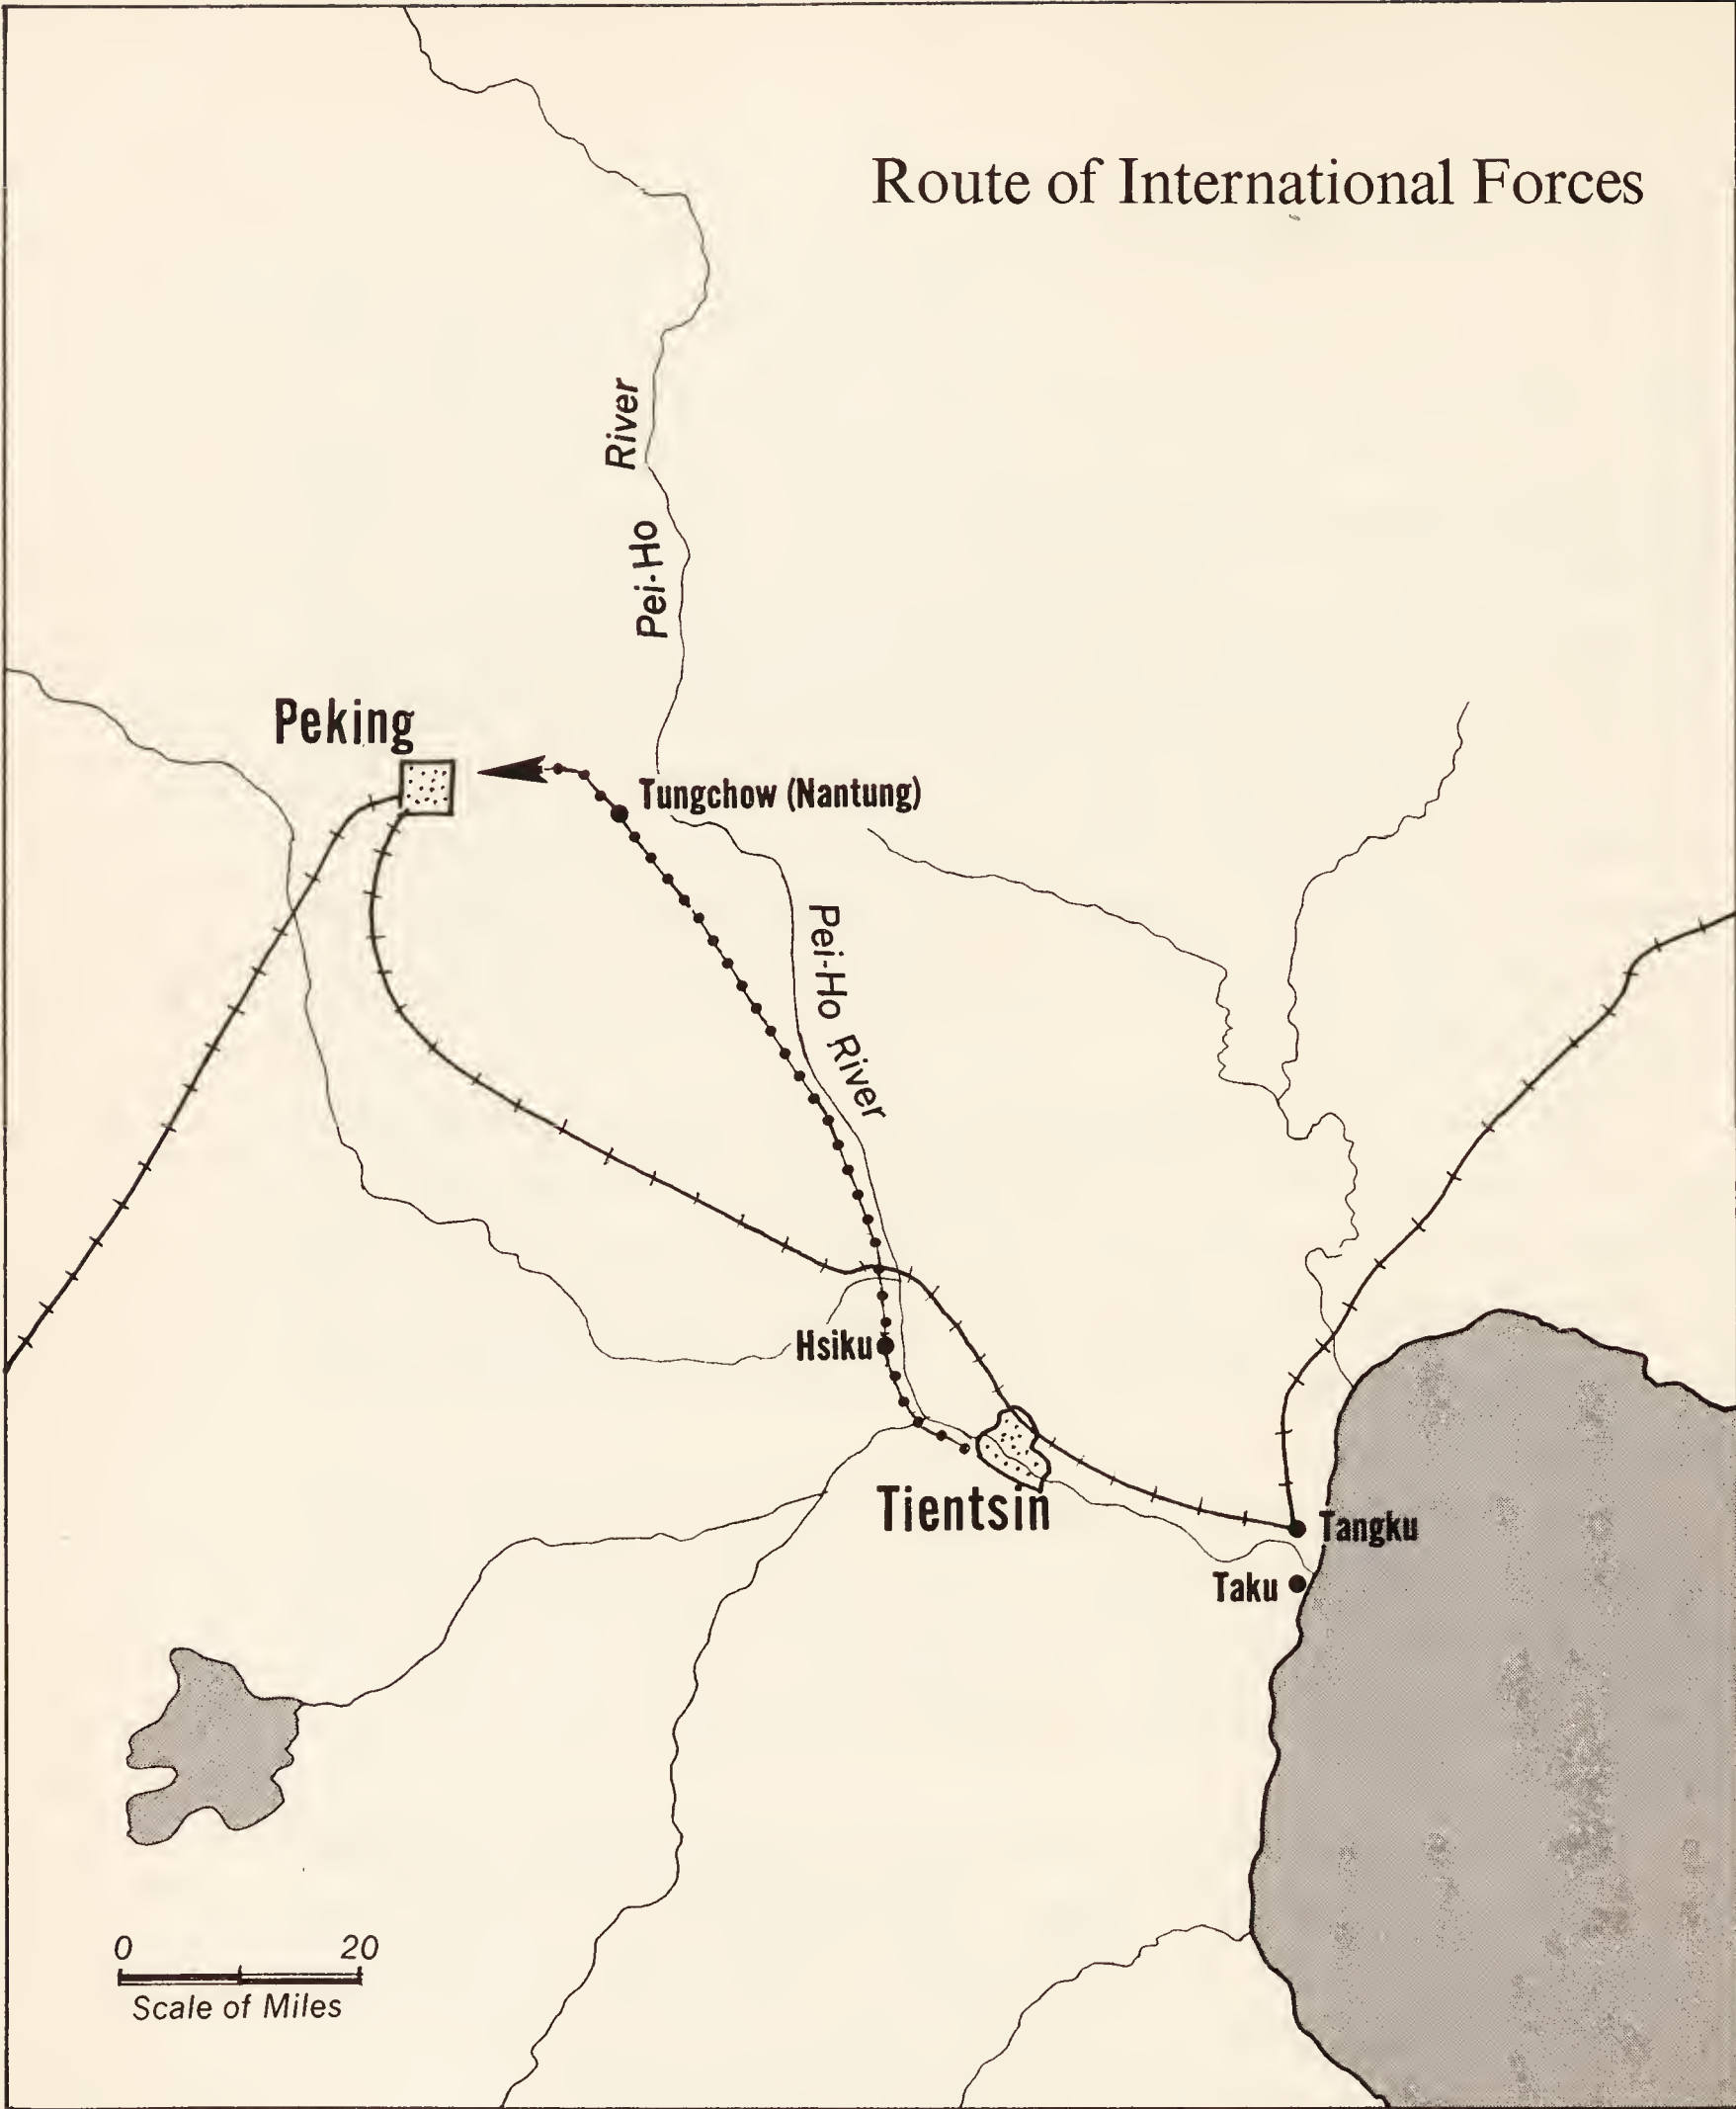 Route of International Forces
Pei-Ho River
Peking
Tungchow (Nantung)
Pei-Ho River
Hsiku
Tientsin
Tangku
Taku
0 20
Scale of Miles